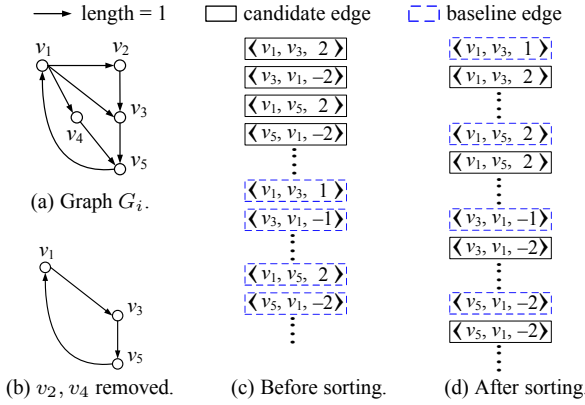 length = 1 candidate edge baseline edge
v1 v2
v3
v4
v5
(a) Graph Gi.
v1
v3
v5
(b) v2, v4 removed.
⟨v1, v3, 2⟩
⟨v3, v1, −2⟩
⟨v1, v5, 2⟩
⟨v5, v1, −2⟩
⟨v1, v3, 1⟩
⟨v3, v1, −1⟩
⟨v1, v5, 2⟩
⟨v5, v1, −2⟩
(c) Before sorting.
⟨v1, v3, 1⟩
⟨v1, v3, 2⟩
⟨v1, v5, 2⟩
⟨v1, v5, 2⟩
⟨v3, v1, −1⟩
⟨v3, v1, −2⟩
⟨v5, v1, −2⟩
⟨v5, v1, −2⟩
(d) After sorting.